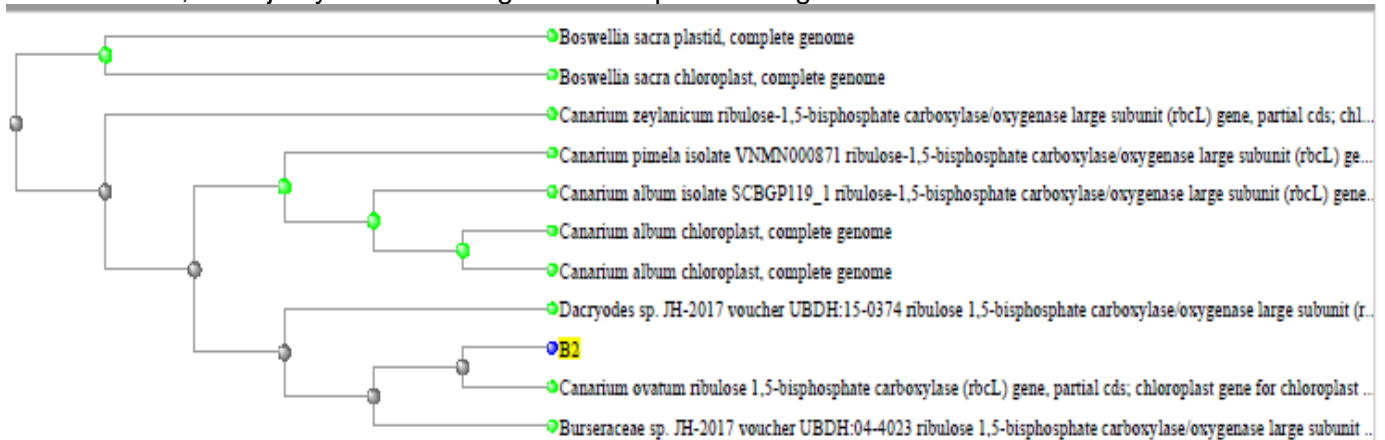 Boswellia sacra plastid, complete genome
Boswellia sacra chloroplast, complete genome
Canarium zeylanicum ribulose-1,5-bisphosphate carboxylase/oxygenase large subunit (rbcL) gene, partial cds; chl...
Canarium pimela isolate VNMN000871 ribulose-1,5-bisphosphate carboxylase/oxygenase large subunit (rbcL) ge...
Canarium album isolate SCBGP119_1 ribulose-1,5-bisphosphate carboxylase/oxygenase large subunit (rbcL) gene...
Canarium album chloroplast, complete genome
Canarium album chloroplast, complete genome
Dacryodes sp. JH-2017 voucher UBDH:15-0374 ribulose 1,5-bisphosphate carboxylase/oxygenase large subunit (r...
B2
Canarium ovatum ribulose 1,5-bisphosphate carboxylase (rbcL) gene, partial cds; chloroplast gene for chloroplast ...
Burseraceae sp. JH-2017 voucher UBDH:04-4023 ribulose 1,5-bisphosphate carboxylase/oxygenase large subunit ...